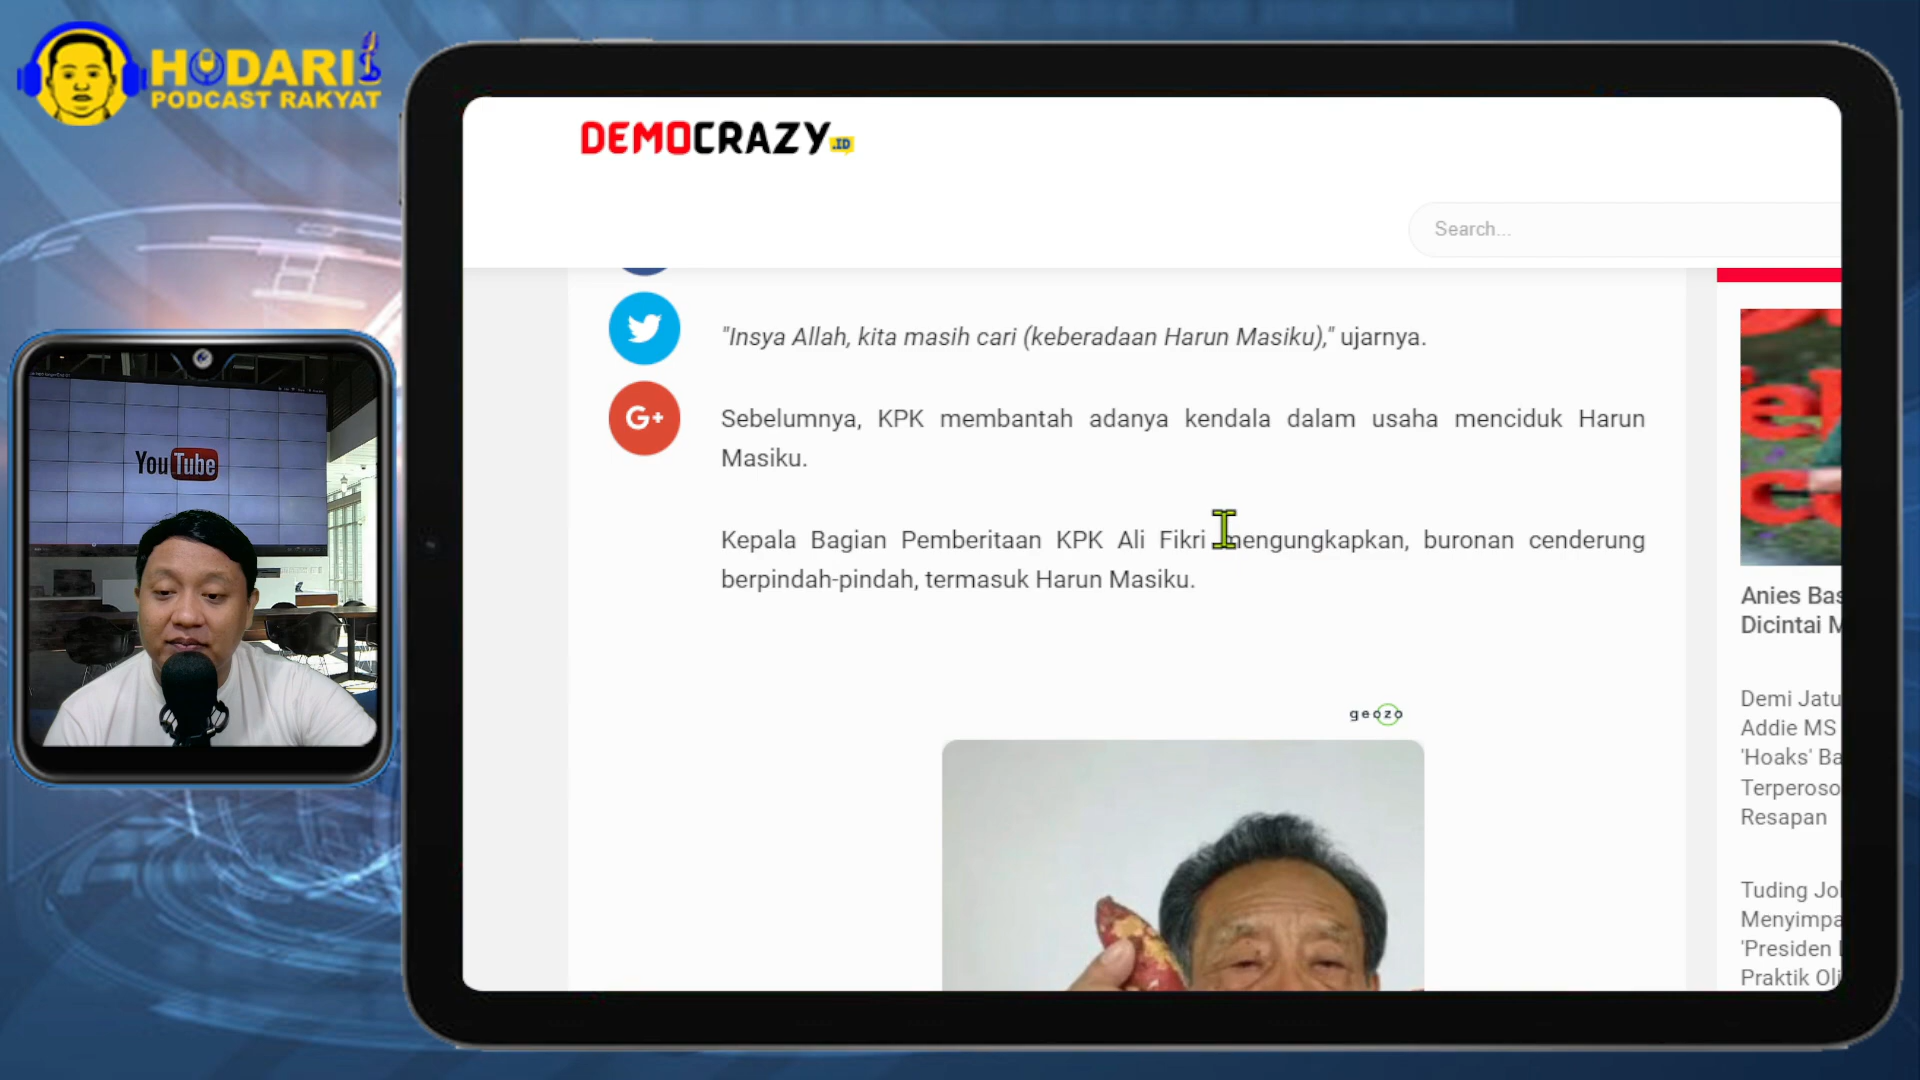 HODARI
PODCAST RAKYAT
YouTube
DEMOCRAZY.ID
Search...
G+
"Insya Allah, kita masih cari (keberadaan Harun Masiku)," ujarnya.
Sebelumnya, KPK membantah adanya kendala dalam usaha menciduk Harun
Masiku.
Kepala Bagian Pemberitaan KPK Ali Fikri mengungkapkan, buronan cenderung
berpindah-pindah, termasuk Harun Masiku.
geozo
Anies Bas
Dicintai M
Demi Jatu
Addie MS
'Hoaks' Ba
Terperoso
Resapan
Tuding Jo
Menyimpa
'Presiden
Praktik Oli